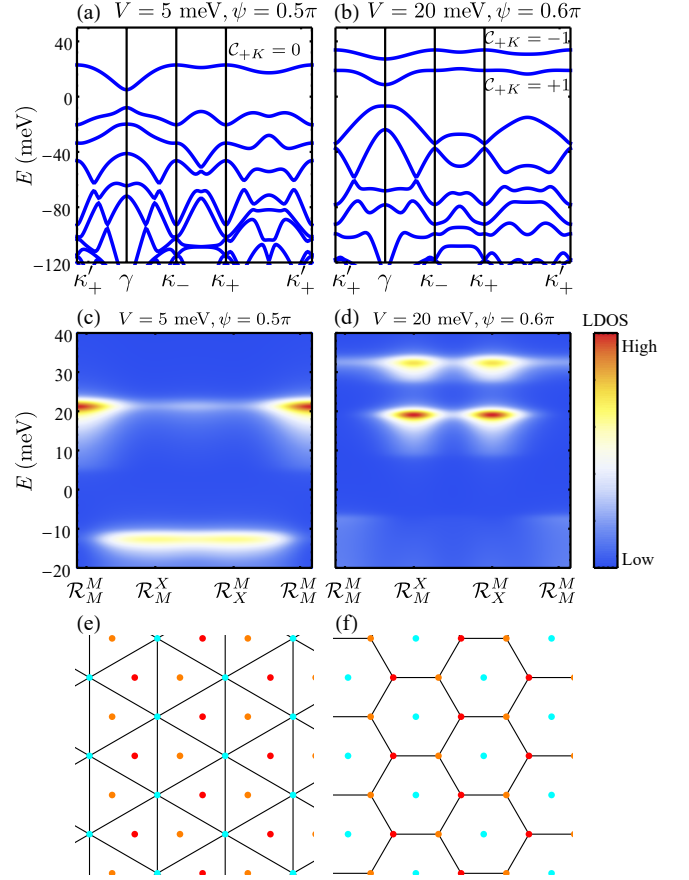 (a) V = 5 meV, ψ = 0.5π
(b) V = 20 meV, ψ = 0.6π
40
0
−40
−80
−120
E (meV)
𝒞₊K = 0
𝒞₊K = −1
𝒞₊K = +1
κ′₊ γ κ₋ κ₊ κ′₊
κ′₊ γ κ₋ κ₊ κ′₊
(c) V = 5 meV, ψ = 0.5π
(d) V = 20 meV, ψ = 0.6π
LDOS
High
Low
40
30
20
10
0
−10
−20
E (meV)
ℛ^M_M ℛ^X_M ℛ^M_X ℛ^M_M
ℛ^M_M ℛ^X_M ℛ^M_X ℛ^M_M
(e)
(f)